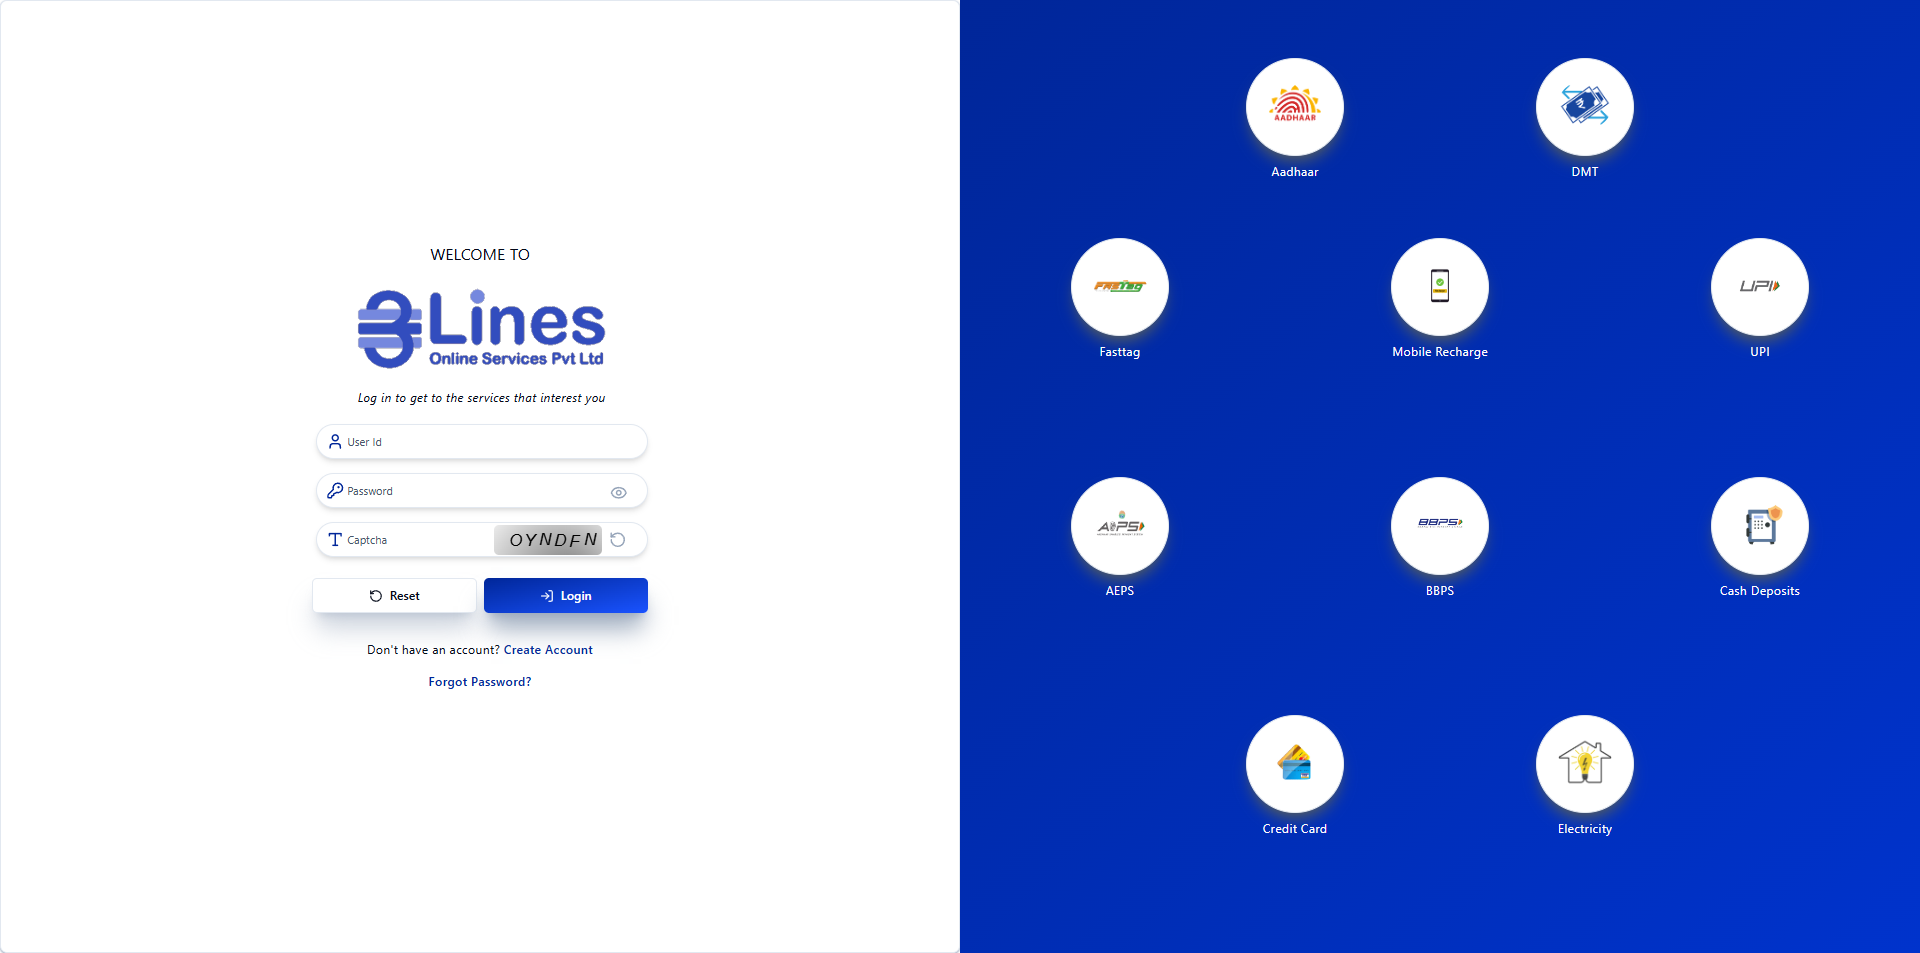 WELCOME TO
3Lines
Online Services Pvt Ltd
Log in to get to the services that interest you
User Id
Password
Captcha
OYNDFN
Reset
Login
Don't have an account? Create Account
Forgot Password?
AADHAAR
Aadhaar
DMT
FASTag
Fasttag
Mobile Recharge
UPI
UPI
AePS
AEPS
BBPS
BBPS
Cash Deposits
Credit Card
Electricity